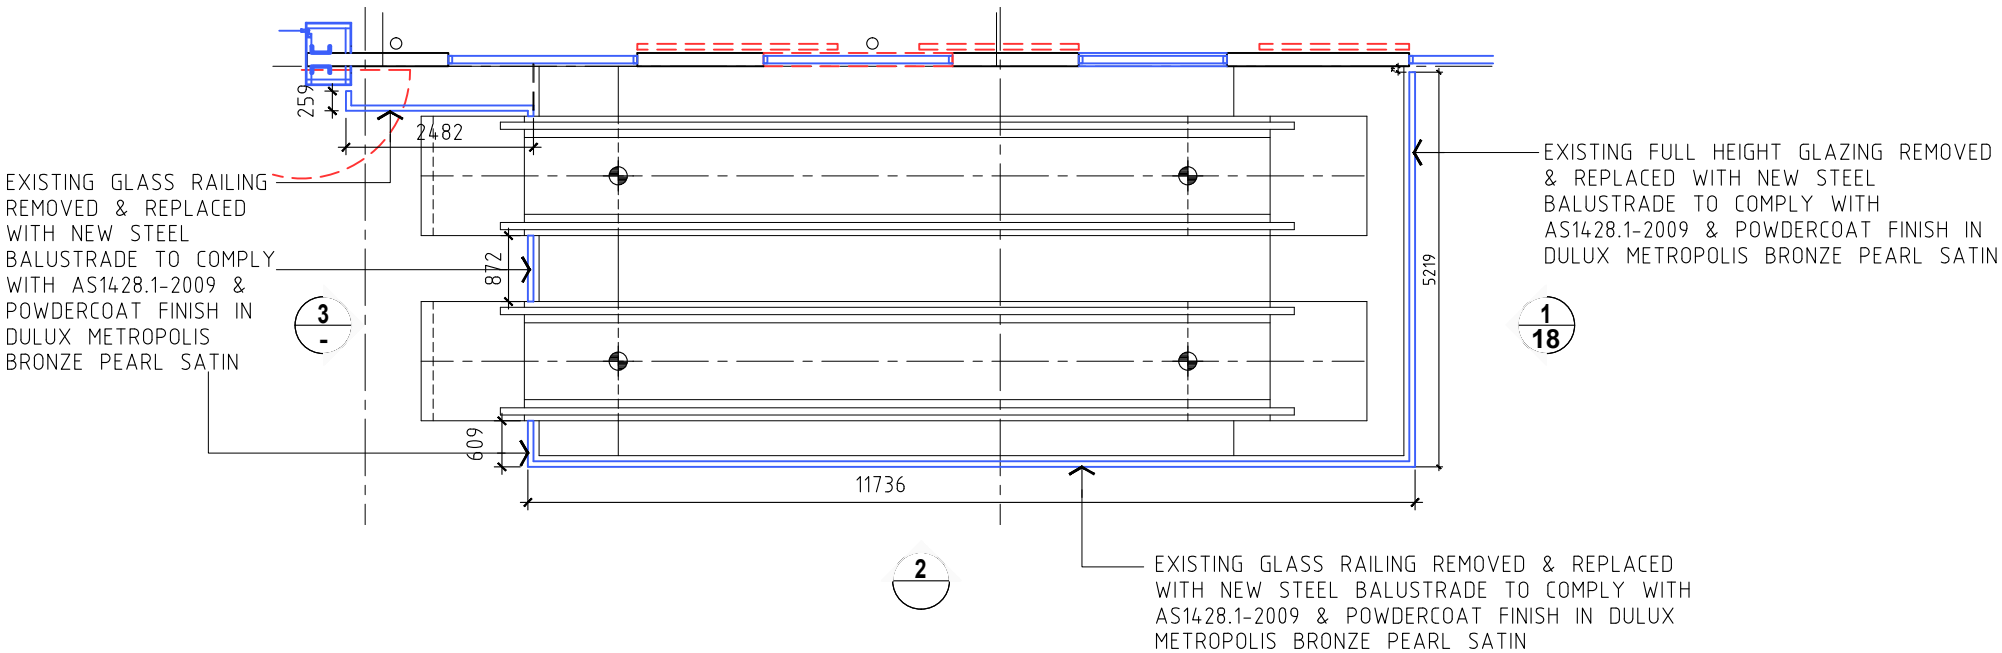 259
2482
EXISTING GLASS RAILING
REMOVED & REPLACED
WITH NEW STEEL
BALUSTRADE TO COMPLY
WITH AS1428.1-2009 &
POWDERCOAT FINISH IN
DULUX METROPOLIS
BRONZE PEARL SATIN
3
-
872
609
11736
5219
EXISTING FULL HEIGHT GLAZING REMOVED
& REPLACED WITH NEW STEEL
BALUSTRADE TO COMPLY WITH
AS1428.1-2009 & POWDERCOAT FINISH IN
DULUX METROPOLIS BRONZE PEARL SATIN
1
18
2
EXISTING GLASS RAILING REMOVED & REPLACED
WITH NEW STEEL BALUSTRADE TO COMPLY WITH
AS1428.1-2009 & POWDERCOAT FINISH IN DULUX
METROPOLIS BRONZE PEARL SATIN